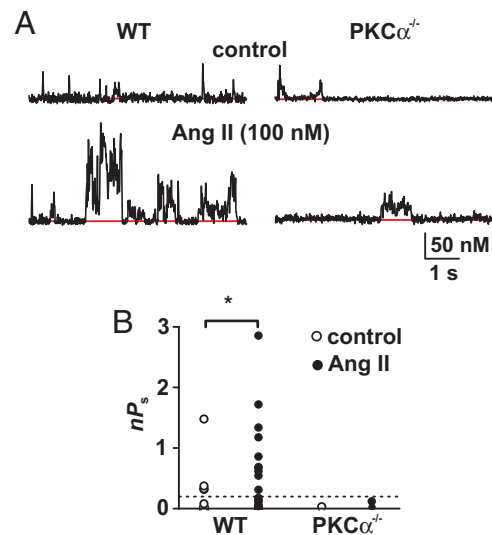 A
WT
PKCα-/-
control
Ang II (100 nM)
50 nM
1 s
B
*
3
2
1
0
nPs
control
Ang II
WT
PKCα-/-